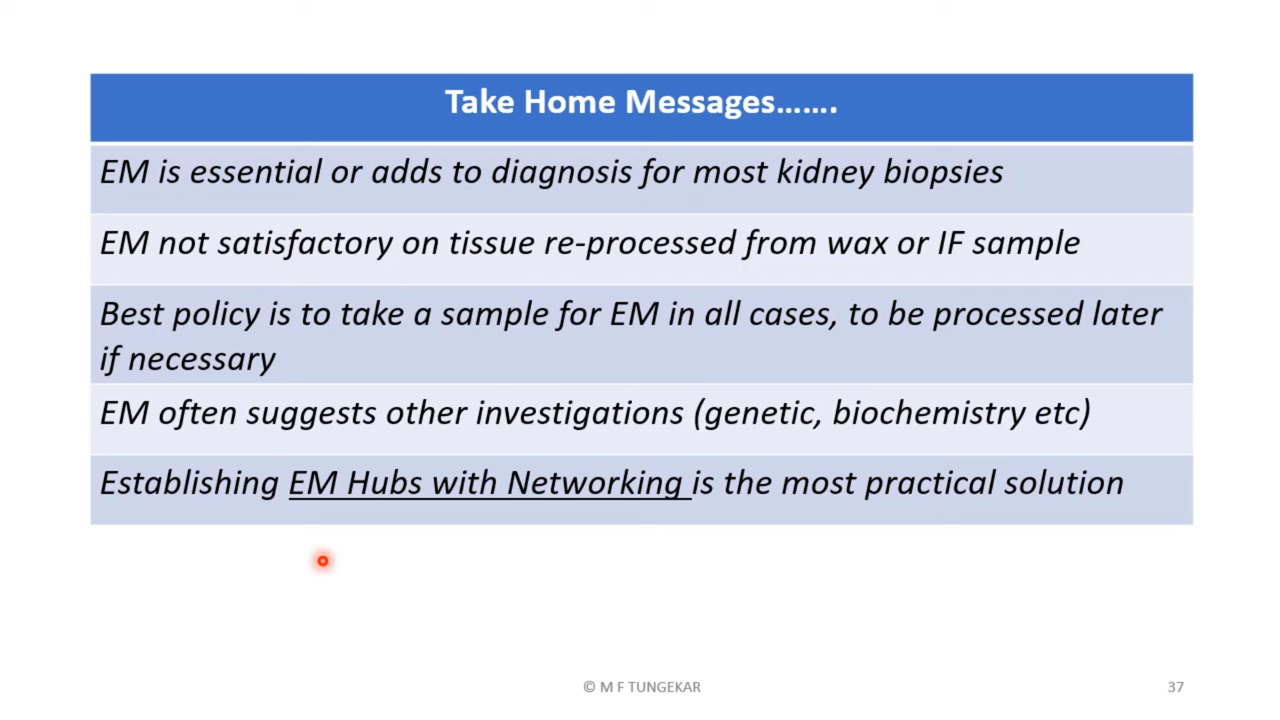 Take Home Messages.......
EM is essential or adds to diagnosis for most kidney biopsies
EM not satisfactory on tissue re-processed from wax or IF sample
Best policy is to take a sample for EM in all cases, to be processed later
if necessary
EM often suggests other investigations (genetic, biochemistry etc)
Establishing EM Hubs with Networking is the most practical solution
© M F TUNGEKAR
37